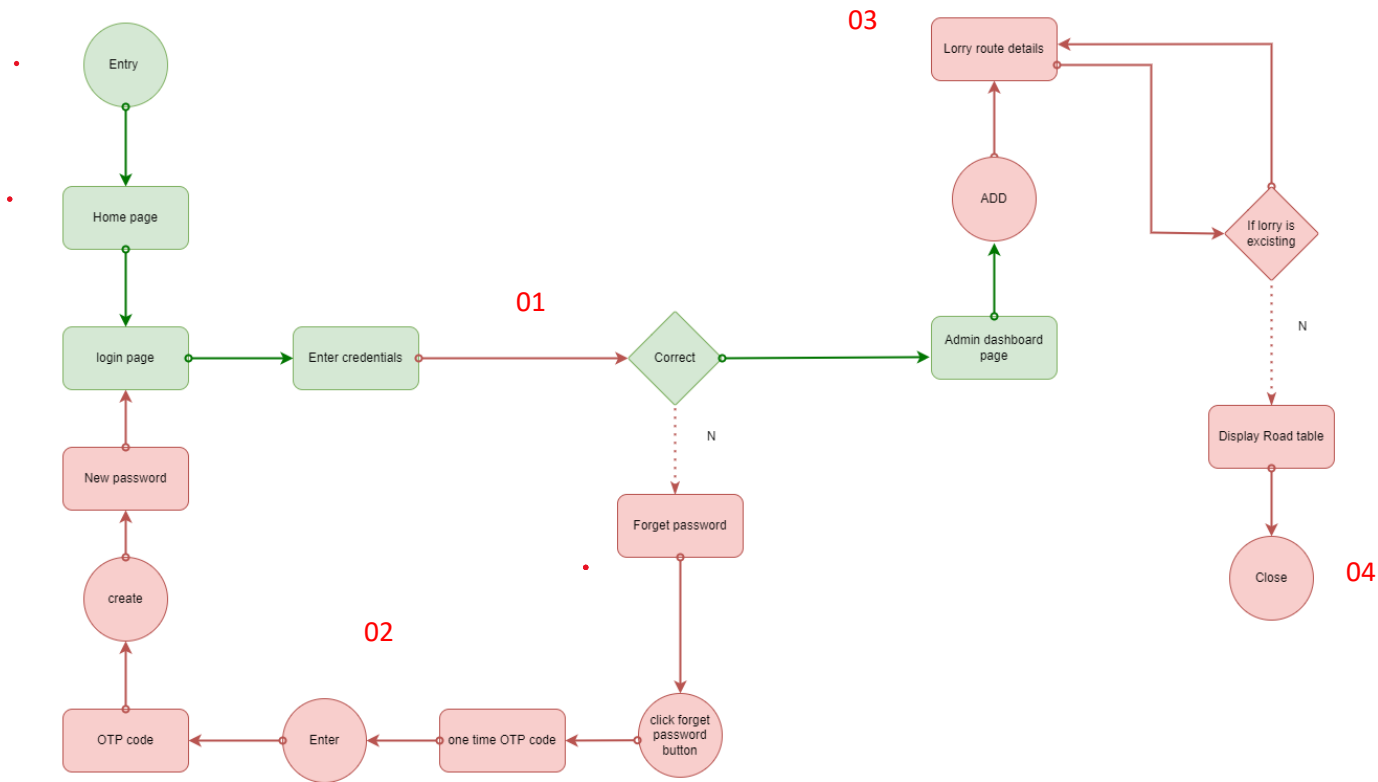 03
Lorry route details
Entry
ADD
Home page
If lorry is
excisting
01
N
login page
Enter credentials
Correct
Admin dashboard
page
N
Display Road table
New password
Forget password
create
Close
04
02
OTP code
Enter
one time OTP code
click forget
password
button